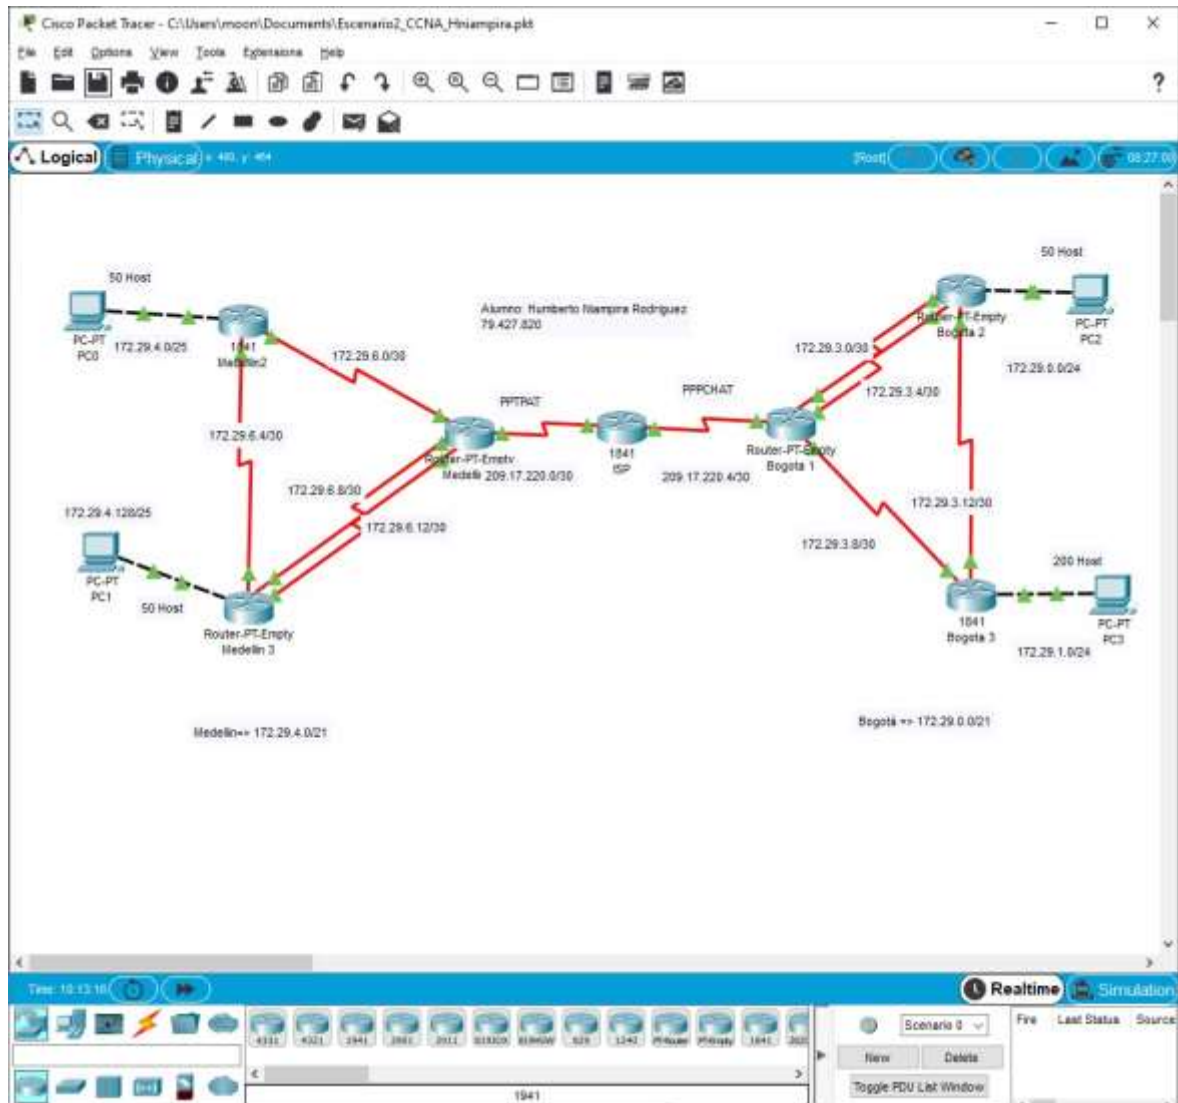 Cisco Packet Tracer - C:\Users\moon\Documents\Escenario2_CCNA_Hniampira.pkt
File Edit Options View Tools Extensions Help
Logical
Physical
[Root]
08:27:00
50 Host
PC-PT
PC0
172.29.4.0/25
1841
Medellin2
172.29.6.0/30
Alumno: Humberto Niampira Rodriguez
79.427.820
50 Host
Router-PT-Empty
Bogota 2
PC-PT
PC2
172.29.3.0/30
172.29.0.0/24
172.29.3.4/30
PPTPAT
PPPCHAT
172.29.6.4/30
Router-PT-Empty
Medelli
209.17.220.0/30
1841
ISP
209.17.220.4/30
Router-PT-Empty
Bogota 1
172.29.6.8/30
172.29.6.12/30
172.29.3.12/30
172.29.4.128/25
172.29.3.8/30
PC-PT
PC1
50 Host
200 Host
Router-PT-Empty
Medellin 3
1841
Bogota 3
PC-PT
PC3
172.29.1.0/24
Medellin=> 172.29.4.0/21
Bogotá => 172.29.0.0/21
Time: 10:13:16
Realtime
Simulation
4331 4321 1941 2901 2911 819IOX 819HGW 829 1240 PT-Router PT-Empty 1841
Scenario 0
Fire Last Status Source
New
Delete
Toggle PDU List Window
1941